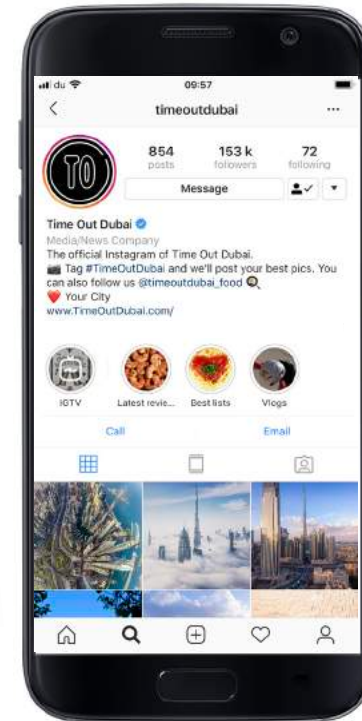 du
09:57
timeoutdubai
TO
854
153 k
72
posts
followers
following
Message
Time Out Dubai
Media/News Company
The official Instagram of Time Out Dubai.
Tag #TimeOutDubai and we'll post your best pics. You
can also follow us @timeoutdubai_food
Your City
www.TimeOutDubai.com/
IGTV
Latest revie...
Best lists
Vlogs
Call
Email